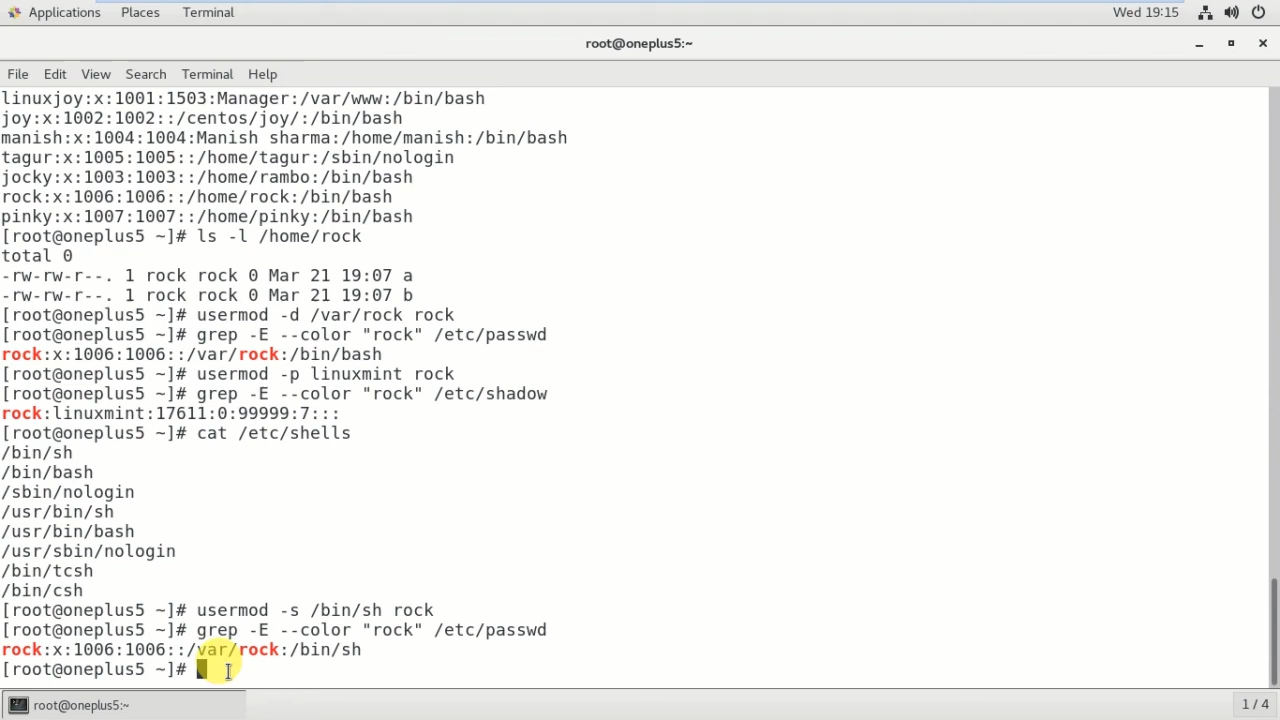 Applications Places Terminal Wed 19:15
root@oneplus5:~
File Edit View Search Terminal Help
linuxjoy:x:1001:1503:Manager:/var/www:/bin/bash
joy:x:1002:1002::/centos/joy/:/bin/bash
manish:x:1004:1004:Manish sharma:/home/manish:/bin/bash
tagur:x:1005:1005::/home/tagur:/sbin/nologin
jocky:x:1003:1003::/home/rambo:/bin/bash
rock:x:1006:1006::/home/rock:/bin/bash
pinky:x:1007:1007::/home/pinky:/bin/bash
[root@oneplus5 ~]# ls -l /home/rock
total 0
-rw-rw-r--. 1 rock rock 0 Mar 21 19:07 a
-rw-rw-r--. 1 rock rock 0 Mar 21 19:07 b
[root@oneplus5 ~]# usermod -d /var/rock rock
[root@oneplus5 ~]# grep -E --color "rock" /etc/passwd
rock:x:1006:1006::/var/rock:/bin/bash
[root@oneplus5 ~]# usermod -p linuxmint rock
[root@oneplus5 ~]# grep -E --color "rock" /etc/shadow
rock:linuxmint:17611:0:99999:7:::
[root@oneplus5 ~]# cat /etc/shells
/bin/sh
/bin/bash
/sbin/nologin
/usr/bin/sh
/usr/bin/bash
/usr/sbin/nologin
/bin/tcsh
/bin/csh
[root@oneplus5 ~]# usermod -s /bin/sh rock
[root@oneplus5 ~]# grep -E --color "rock" /etc/passwd
rock:x:1006:1006::/var/rock:/bin/sh
[root@oneplus5 ~]#
root@oneplus5:~ 1 / 4